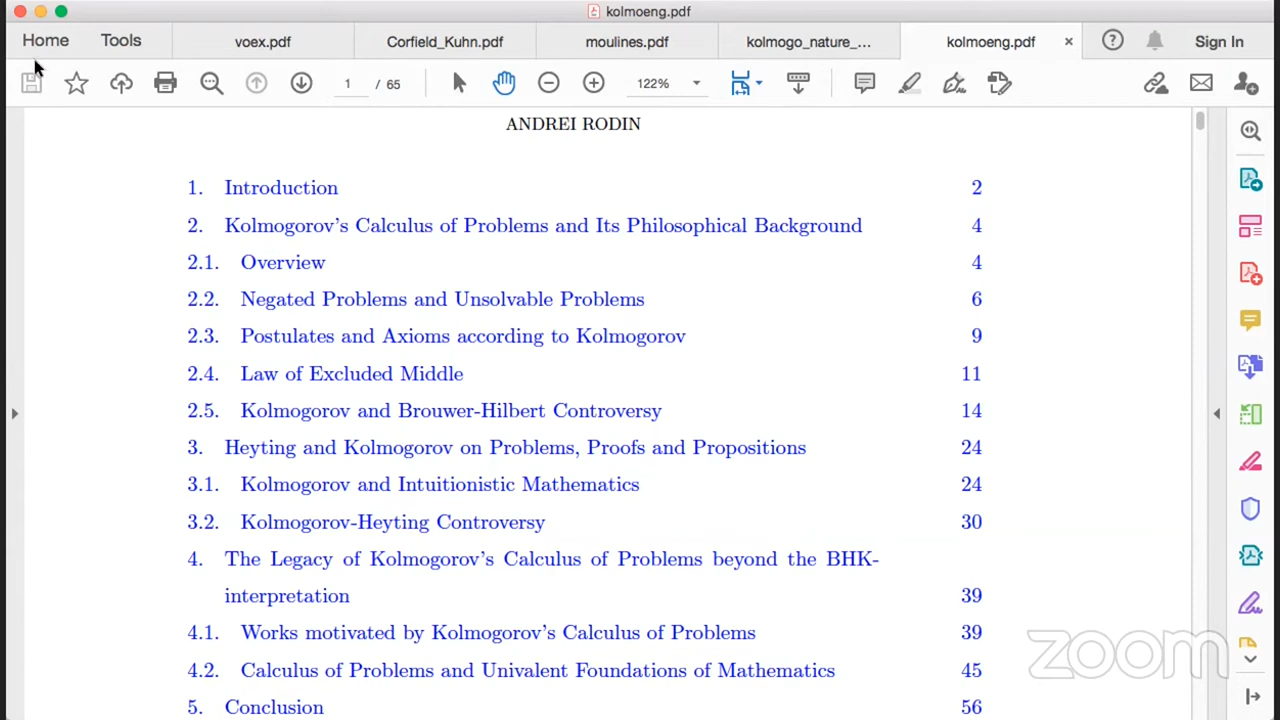 kolmoeng.pdf
Home Tools voex.pdf Corfield_Kuhn.pdf moulines.pdf kolmogo_nature_... kolmoeng.pdf × Sign In
1 / 65 122%
ANDREI RODIN
1. Introduction 2
2. Kolmogorov's Calculus of Problems and Its Philosophical Background 4
2.1. Overview 4
2.2. Negated Problems and Unsolvable Problems 6
2.3. Postulates and Axioms according to Kolmogorov 9
2.4. Law of Excluded Middle 11
2.5. Kolmogorov and Brouwer-Hilbert Controversy 14
3. Heyting and Kolmogorov on Problems, Proofs and Propositions 24
3.1. Kolmogorov and Intuitionistic Mathematics 24
3.2. Kolmogorov-Heyting Controversy 30
4. The Legacy of Kolmogorov's Calculus of Problems beyond the BHK-
interpretation 39
4.1. Works motivated by Kolmogorov's Calculus of Problems 39
4.2. Calculus of Problems and Univalent Foundations of Mathematics 45
5. Conclusion 56
zoom